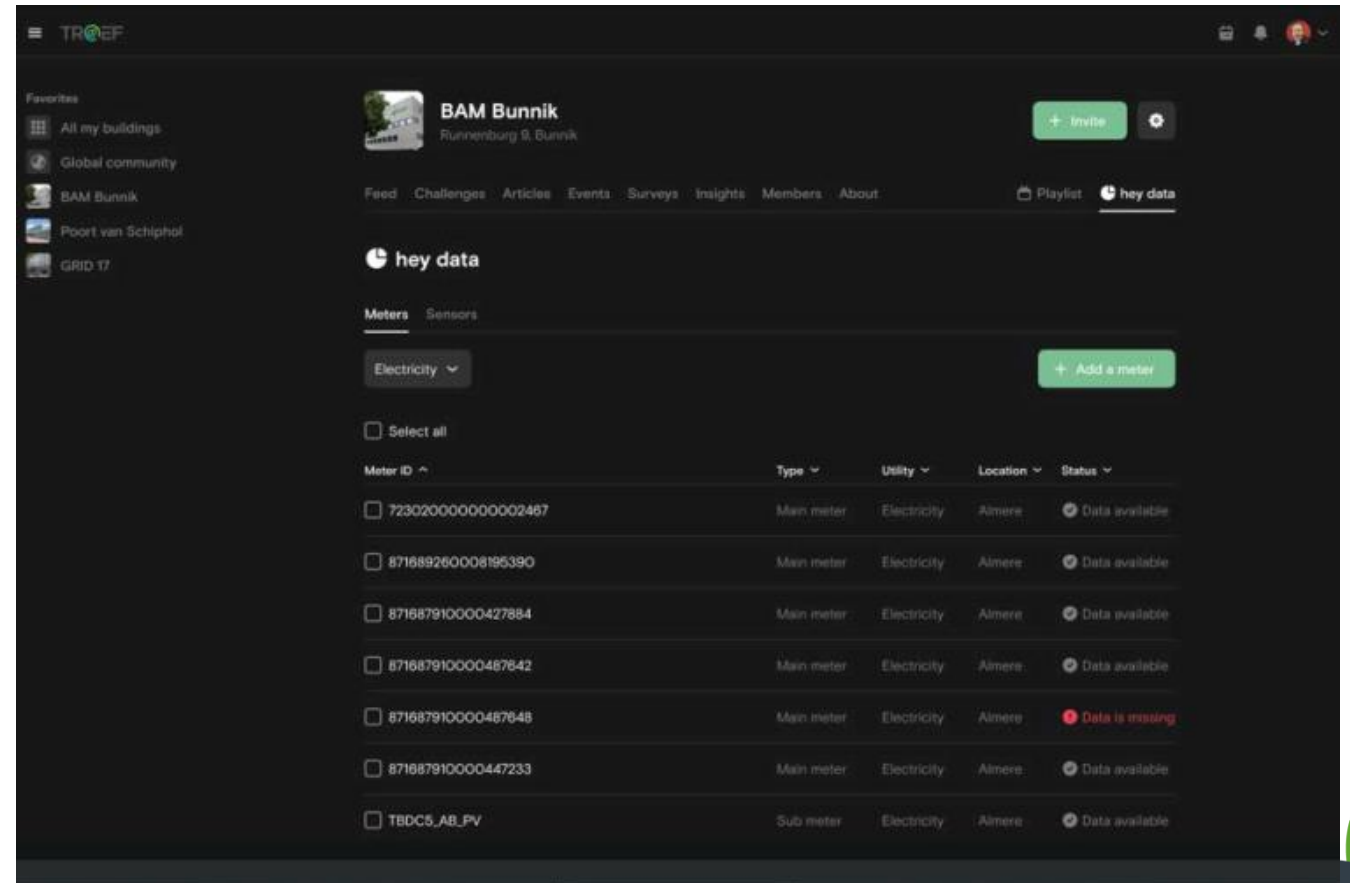 TR@EF
Favorites
All my buildings
Global community
BAM Bunnik
Poort van Schiphol
GRID 17
BAM Bunnik
Runnenburg 9, Bunnik
+ Invite
Feed Challenges Articles Events Surveys Insights Members About Playlist hey data
hey data
Meters Sensors
Electricity
+ Add a meter
Select all
Meter ID Type Utility Location Status
7230200000000002467 Main meter Electricity Almere Data available
871689260008195390 Main meter Electricity Almere Data available
871687910000427884 Main meter Electricity Almere Data available
871687910000487642 Main meter Electricity Almere Data available
871687910000487648 Main meter Electricity Almere Data is missing
871687910000447233 Main meter Electricity Almere Data available
TBDC5_AB_PV Sub meter Electricity Almere Data available